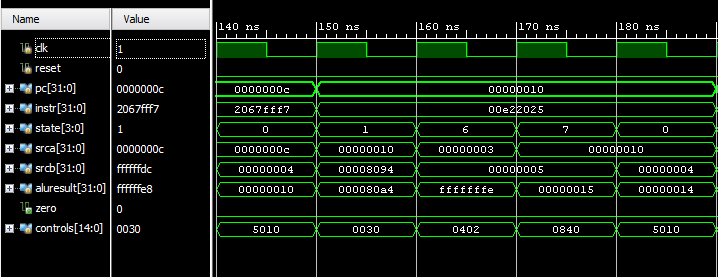 Name Value 140 ns 150 ns 160 ns 170 ns 180 ns
clk 1
reset 0
pc[31:0] 0000000c 0000000c 00000010
instr[31:0] 2067fff7 2067fff7 00e22025
state[3:0] 1 0 1 6 7 0
srca[31:0] 0000000c 0000000c 00000010 00000003 00000010
srcb[31:0] ffffffdc 00000004 00008094 00000005 00000004
aluresult[31:0] ffffffe8 00000010 000080a4 fffffffe 00000015 00000014
zero 0
controls[14:0] 0030 5010 0030 0402 0840 5010